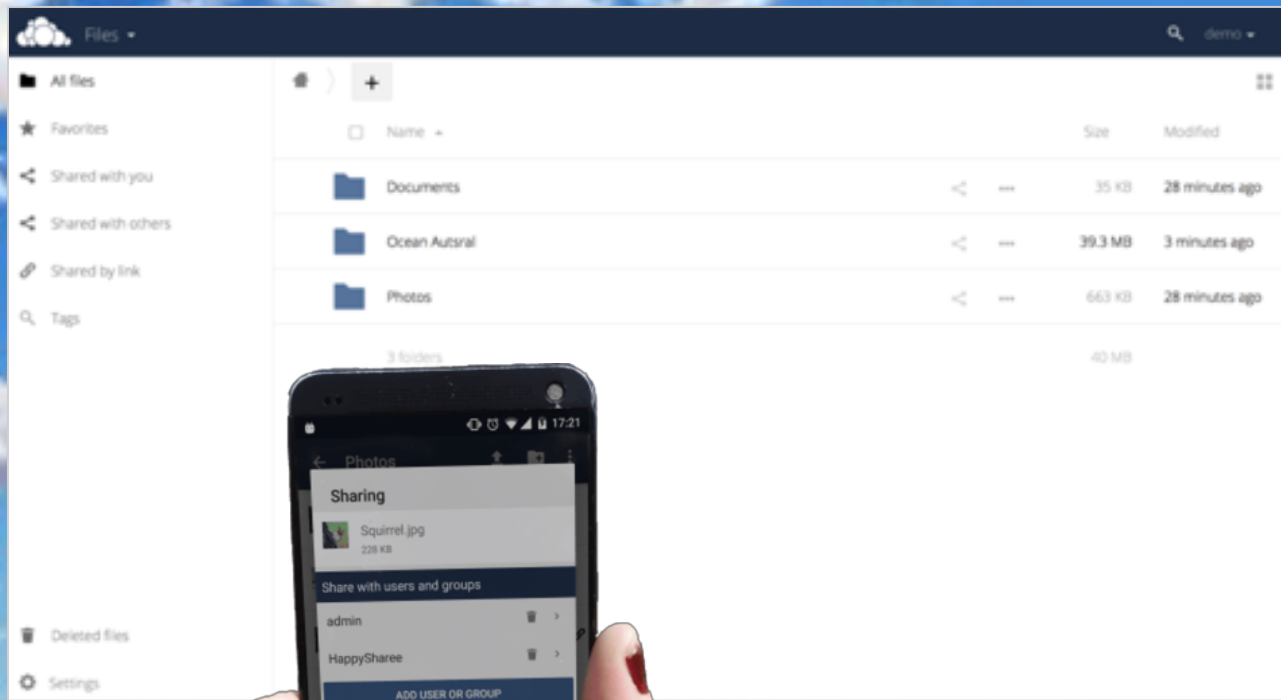 Files
demo
All files
Favorites
Shared with you
Shared with others
Shared by link
Tags
Deleted files
Settings
Name Size Modified
Documents 35 KB 28 minutes ago
Ocean Autsral 39.3 MB 3 minutes ago
Photos 663 KB 28 minutes ago
3 folders 40 MB
17:21
Photos
Sharing
Squirrel.jpg
228 KB
Share with users and groups
admin
HappySharee
ADD USER OR GROUP